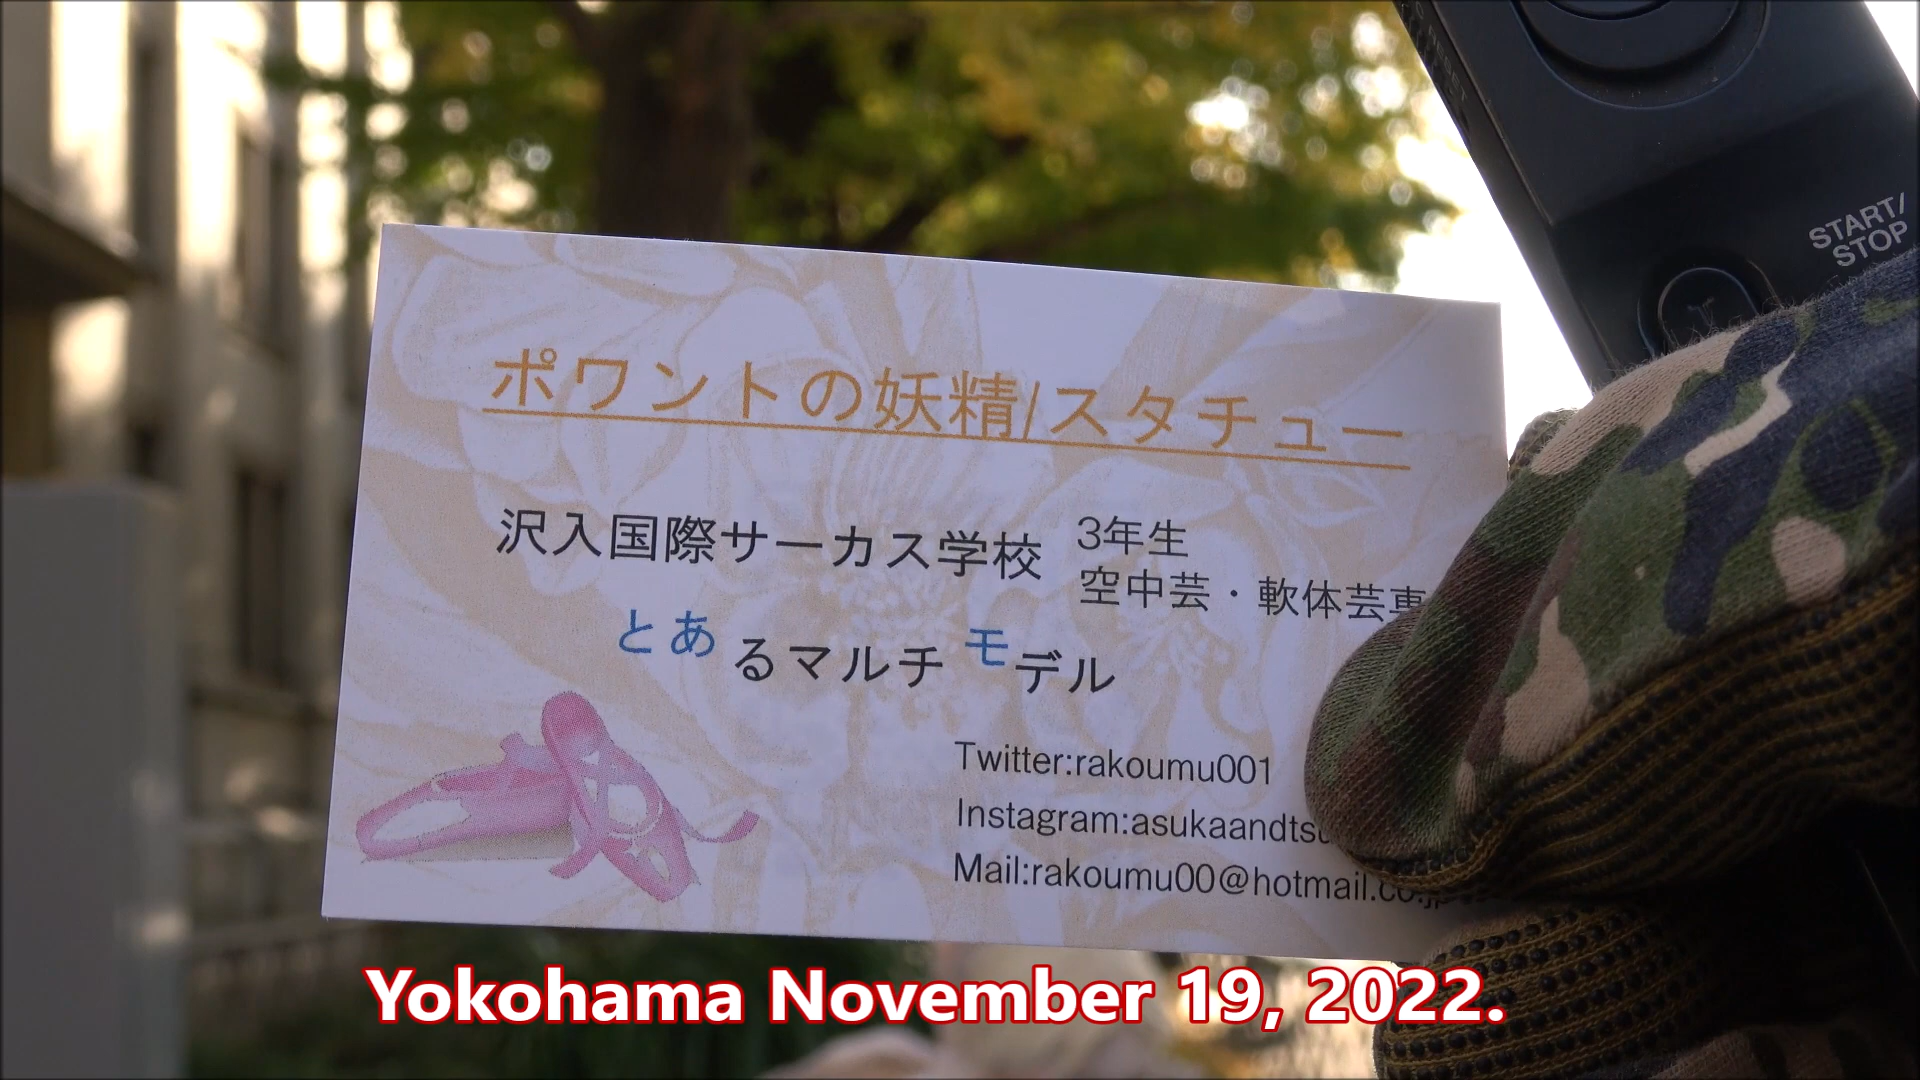 START/
STOP
ポワントの妖精/スタチュー
沢入国際サーカス学校
3年生
空中芸・軟体芸専
とあるマルチモデル
Twitter:rakoumu001
Instagram:asukaandts
Mail:rakoumu00@hotmail.co.jp
Yokohama November 19, 2022.